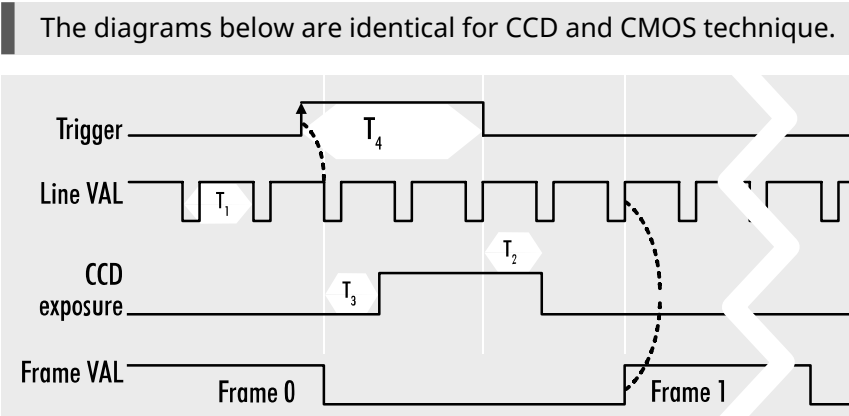 The diagrams below are identical for CCD and CMOS technique.
Trigger
T4
Line VAL
T1
T2
CCD
exposure
T3
Frame VAL
Frame 0
Frame 1